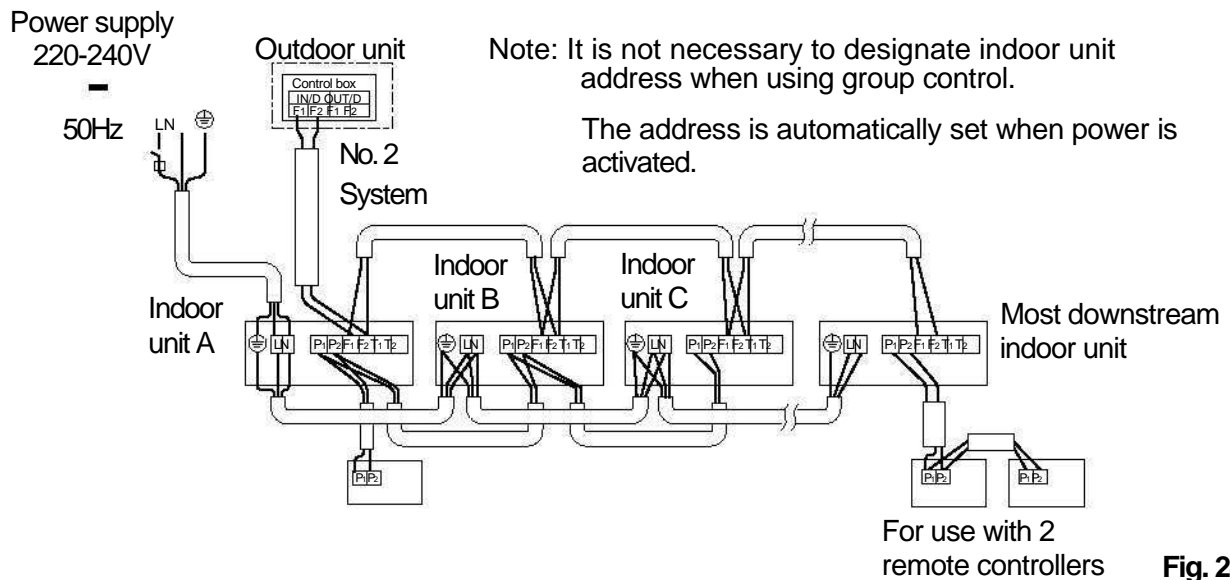 Power supply
220-240V
-
50Hz
LN
Outdoor unit
Control box
IN/D OUT/D
F1 F2 F1 F2
No. 2
System
Note: It is not necessary to designate indoor unit
address when using group control.
The address is automatically set when power is
activated.
Indoor
unit A
Indoor
unit B
Indoor
unit C
Most downstream
indoor unit
LN
P1 P2 F1 F2 T1 T2
LN
P1 P2 F1 F2 T1 T2
LN
P1 P2 F1 F2 T1 T2
LN
P1 P2 F1 F2 T1 T2
P1 P2
P1 P2
P1 P2
For use with 2
remote controllers
Fig. 2